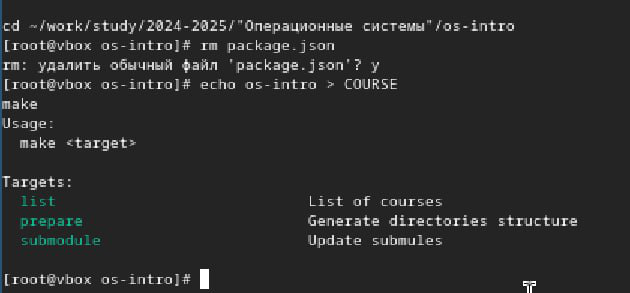 cd ~/work/study/2024-2025/"Операционные системы"/os-intro
[root@vbox os-intro]# rm package.json
rm: удалить обычный файл 'package.json'? y
[root@vbox os-intro]# echo os-intro > COURSE
make
Usage:
  make <target>

Targets:
  list                          List of courses
  prepare                       Generate directories structure
  submodule                     Update submules

[root@vbox os-intro]#